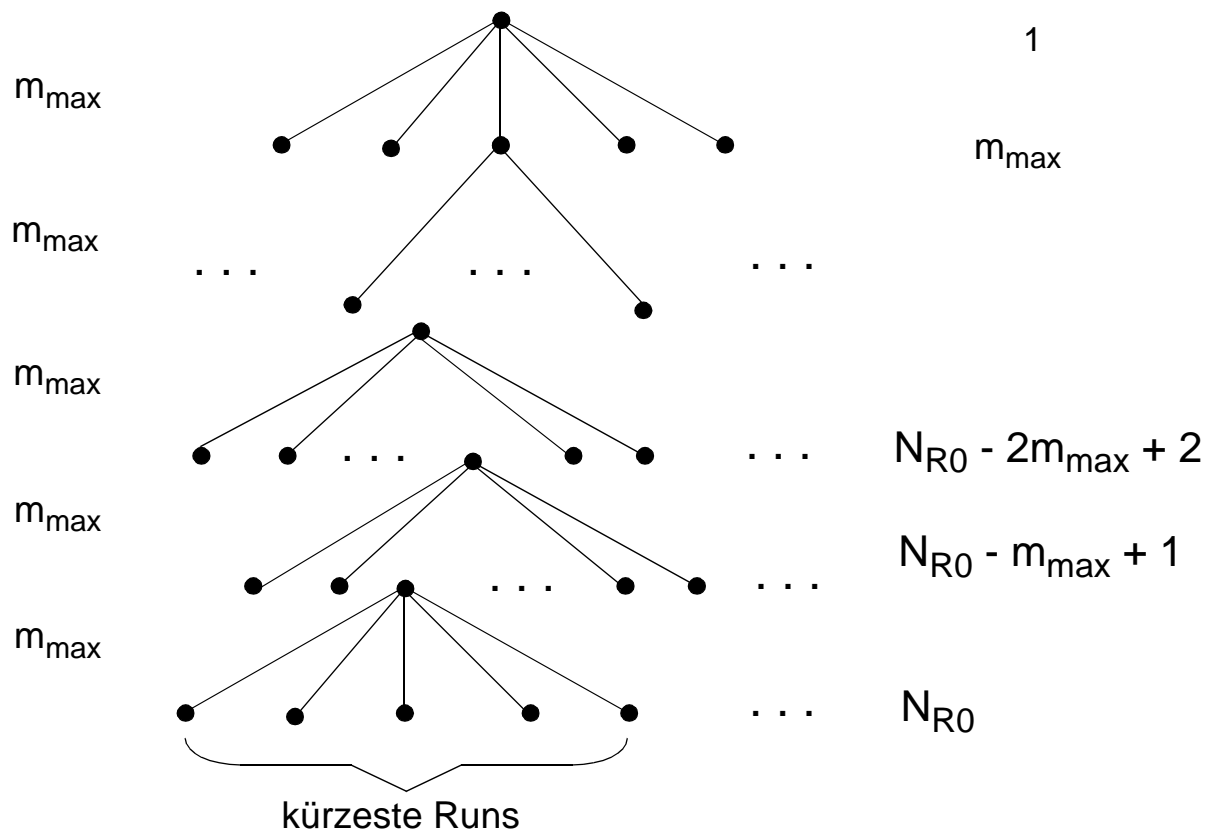 1
m_max
m_max
m_max
. . .
. . .
. . .
m_max
. . .
. . .
N_R0 - 2m_max + 2
m_max
. . .
. . .
N_R0 - m_max + 1
m_max
. . .
N_R0
kürzeste Runs